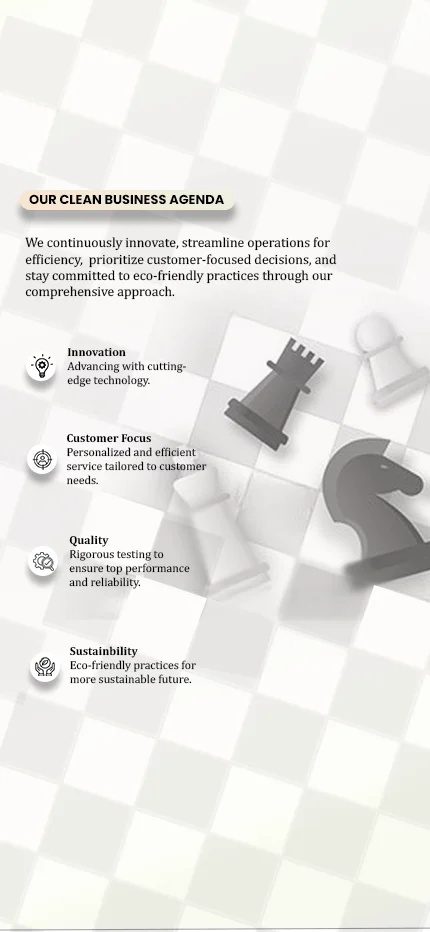 OUR CLEAN BUSINESS AGENDA
We continuously innovate, streamline operations for
efficiency, prioritize customer-focused decisions, and
stay committed to eco-friendly practices through our
comprehensive approach.
Innovation
Advancing with cutting-
edge technology.
Customer Focus
Personalized and efficient
service tailored to customer
needs.
Quality
Rigorous testing to
ensure top performance
and reliability.
Sustainbility
Eco-friendly practices for
more sustainable future.